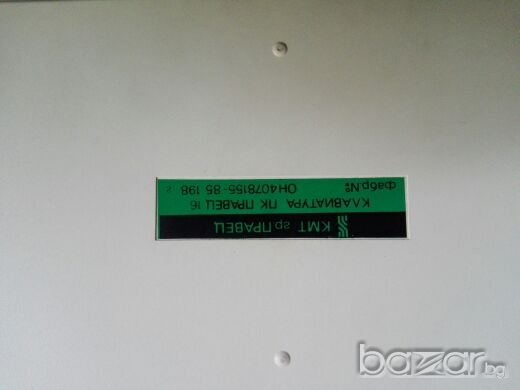 КМТ гр ПРАВЕЦ
КЛАВИАТУРА ПК ПРАВЕЦ 16
фабр.№ ОН4078155-85 198
bazar.bg